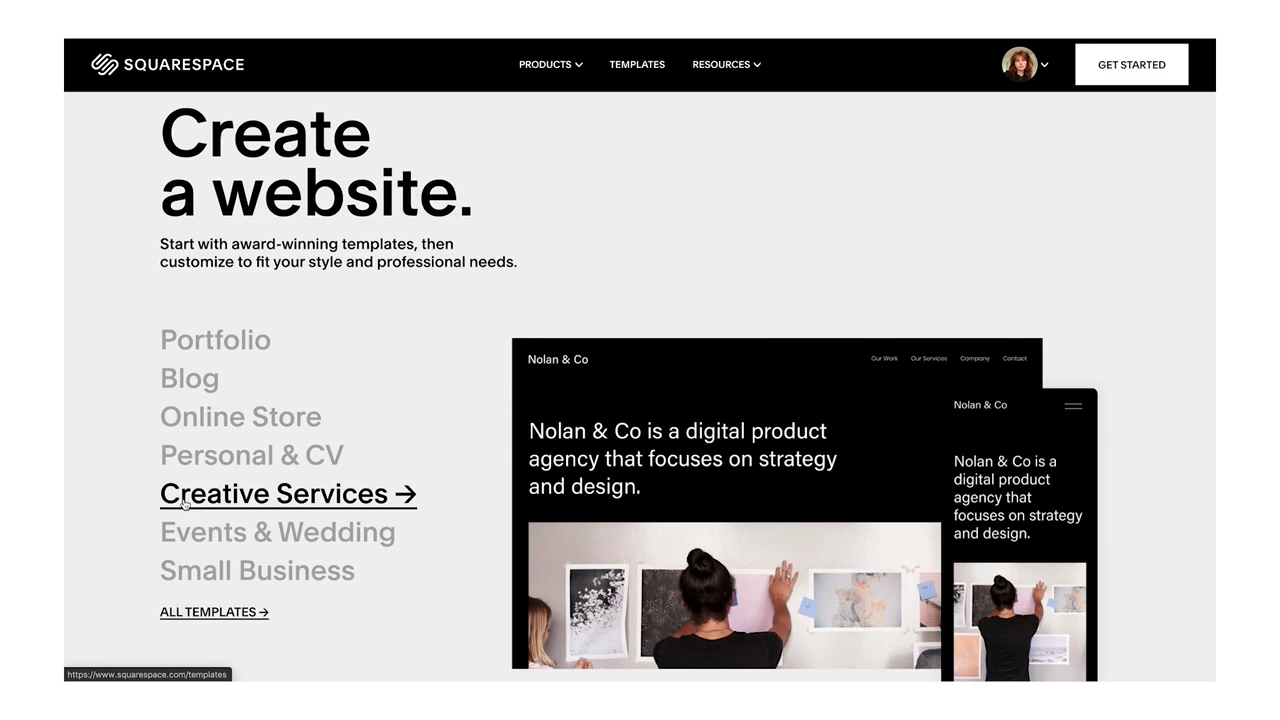 SQUARESPACE
PRODUCTS
TEMPLATES
RESOURCES
GET STARTED
Create
a website.
Start with award-winning templates, then
customize to fit your style and professional needs.
Portfolio
Blog
Online Store
Personal & CV
Creative Services →
Events & Wedding
Small Business
ALL TEMPLATES →
Nolan & Co
Our Work
Our Services
Company
Contact
Nolan & Co is a digital product
agency that focuses on strategy
and design.
Nolan & Co
Nolan & Co is a
digital product
agency that
focuses on strategy
and design.
https://www.squarespace.com/templates